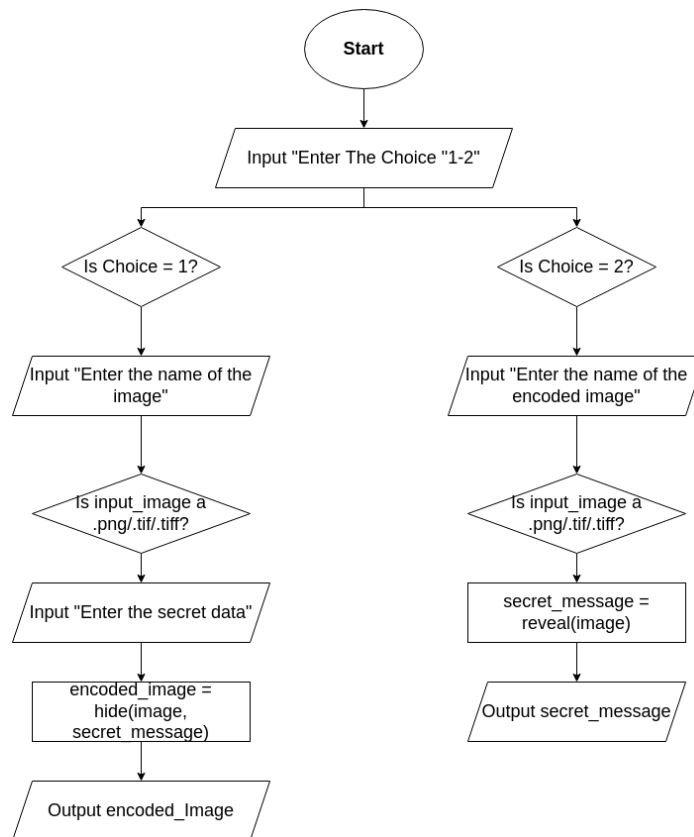 Start
Input "Enter The Choice "1-2"
Is Choice = 1?
Is Choice = 2?
Input "Enter the name of the
image"
Input "Enter the name of the
encoded image"
Is input_image a
.png/.tif/.tiff?
Is input_image a
.png/.tif/.tiff?
Input "Enter the secret data"
secret_message =
reveal(image)
encoded_image =
hide(image,
secret_message)
Output secret_message
Output encoded_Image